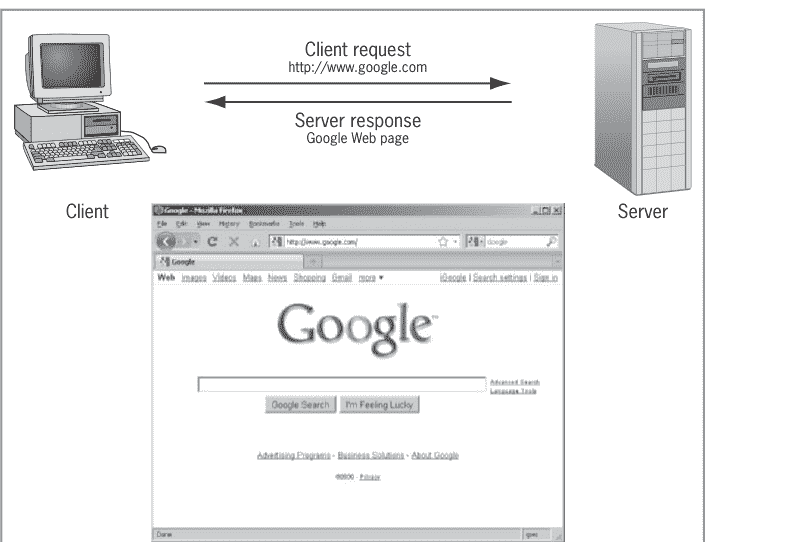 Client request
http://www.google.com
Server response
Google Web page
Client
Server
Google - Mozilla Firefox
File Edit View History Bookmarks Tools Help
http://www.google.com/
Google
Google
Web Images Videos Maps News Shopping Gmail more ▼
iGoogle | Search settings | Sign in
Google™
Advanced Search
Language Tools
Google Search I'm Feeling Lucky
Advertising Programs - Business Solutions - About Google
Privacy
Done